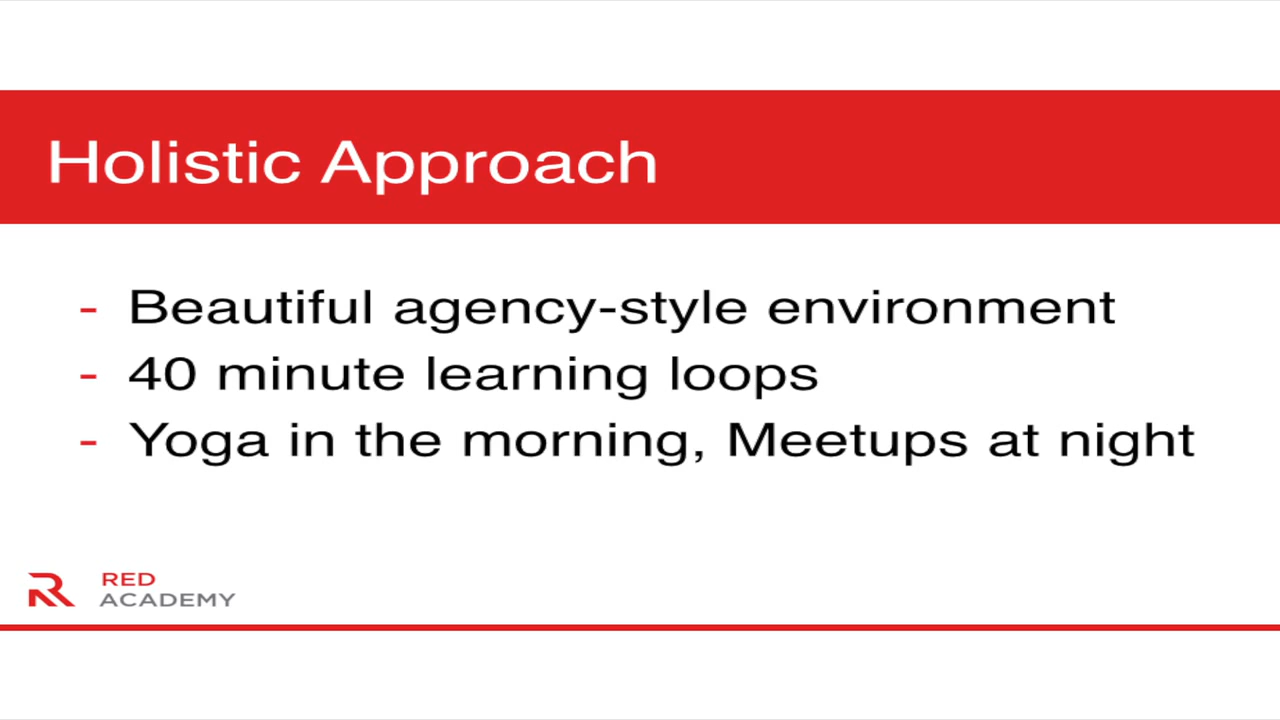 Holistic Approach
- Beautiful agency-style environment
- 40 minute learning loops
- Yoga in the morning, Meetups at night
RED
ACADEMY